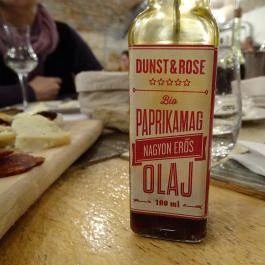 DUNST&ROSE
Bio
PAPRIKAMAG
NAGYON ERŐS
OLAJ
100 ml